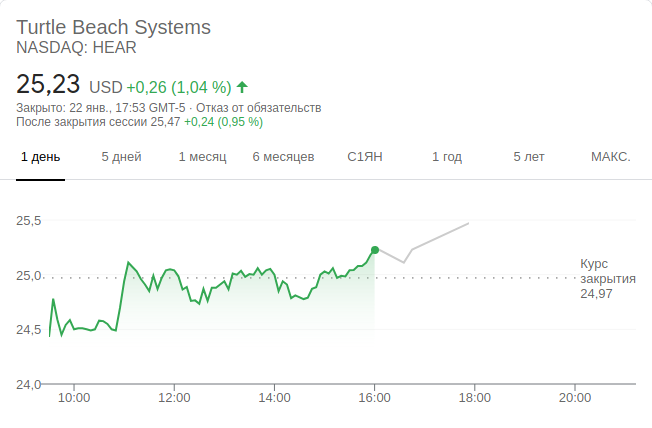 Turtle Beach Systems
NASDAQ: HEAR
25,23 USD +0,26 (1,04 %)
Закрыто: 22 янв., 17:53 GMT-5 · Отказ от обязательств
После закрытия сессии 25,47 +0,24 (0,95 %)
1 день 5 дней 1 месяц 6 месяцев С1ЯН 1 год 5 лет МАКС.
25,5
25,0
24,5
24,0
Курс
закрытия
24,97
10:00 12:00 14:00 16:00 18:00 20:00